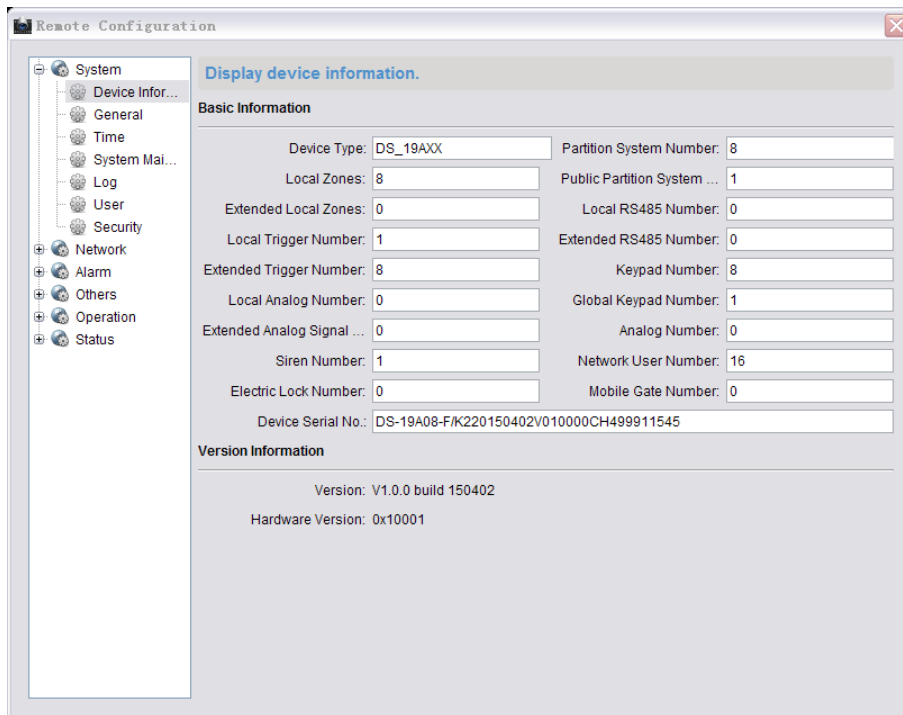 Remote Configuration
System
Device Infor...
General
Time
System Mai...
Log
User
Security
Network
Alarm
Others
Operation
Status
Display device information.
Basic Information
Device Type: DS_19AXX Partition System Number: 8
Local Zones: 8 Public Partition System ... 1
Extended Local Zones: 0 Local RS485 Number: 0
Local Trigger Number: 1 Extended RS485 Number: 0
Extended Trigger Number: 8 Keypad Number: 8
Local Analog Number: 0 Global Keypad Number: 1
Extended Analog Signal ... 0 Analog Number: 0
Siren Number: 1 Network User Number: 16
Electric Lock Number: 0 Mobile Gate Number: 0
Device Serial No.: DS-19A08-F/K220150402V010000CH499911545
Version Information
Version: V1.0.0 build 150402
Hardware Version: 0x10001